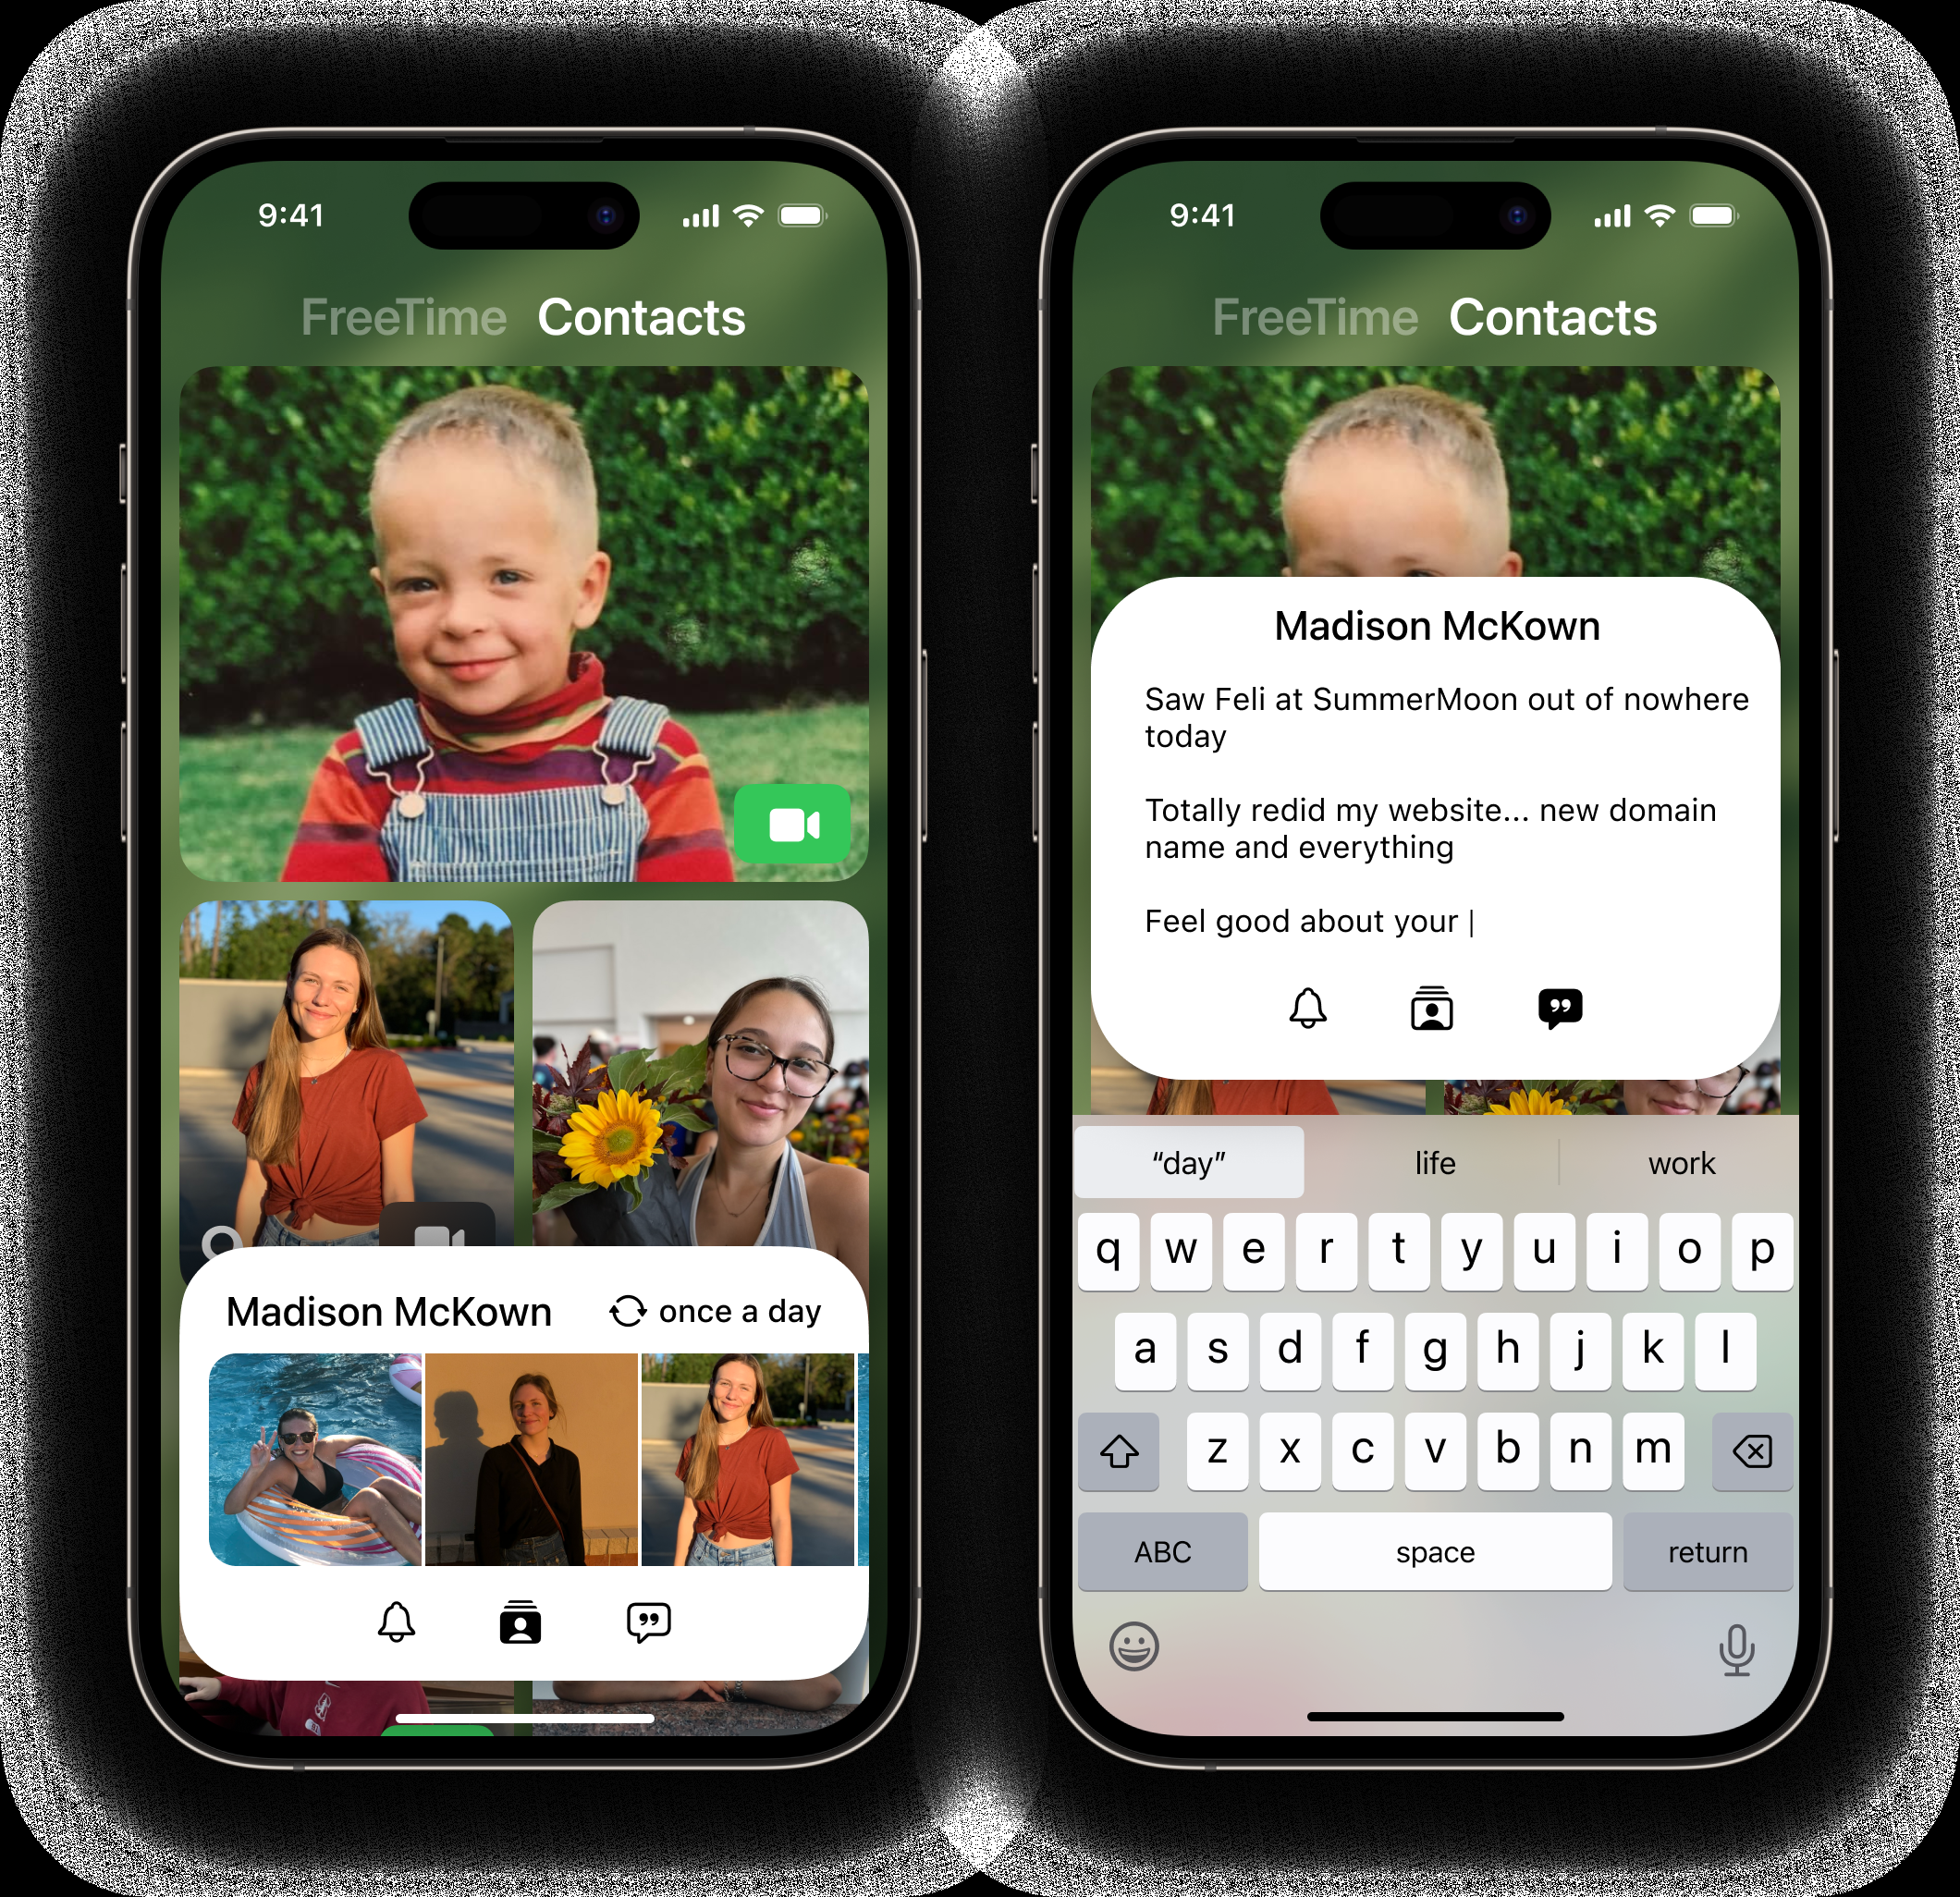 9:41
FreeTime Contacts
Madison McKown
once a day
9:41
FreeTime Contacts
Madison McKown
Saw Feli at SummerMoon out of nowhere
today
Totally redid my website... new domain
name and everything
Feel good about your
“day” life work
q w e r t y u i o p
a s d f g h j k l
z x c v b n m
ABC space return